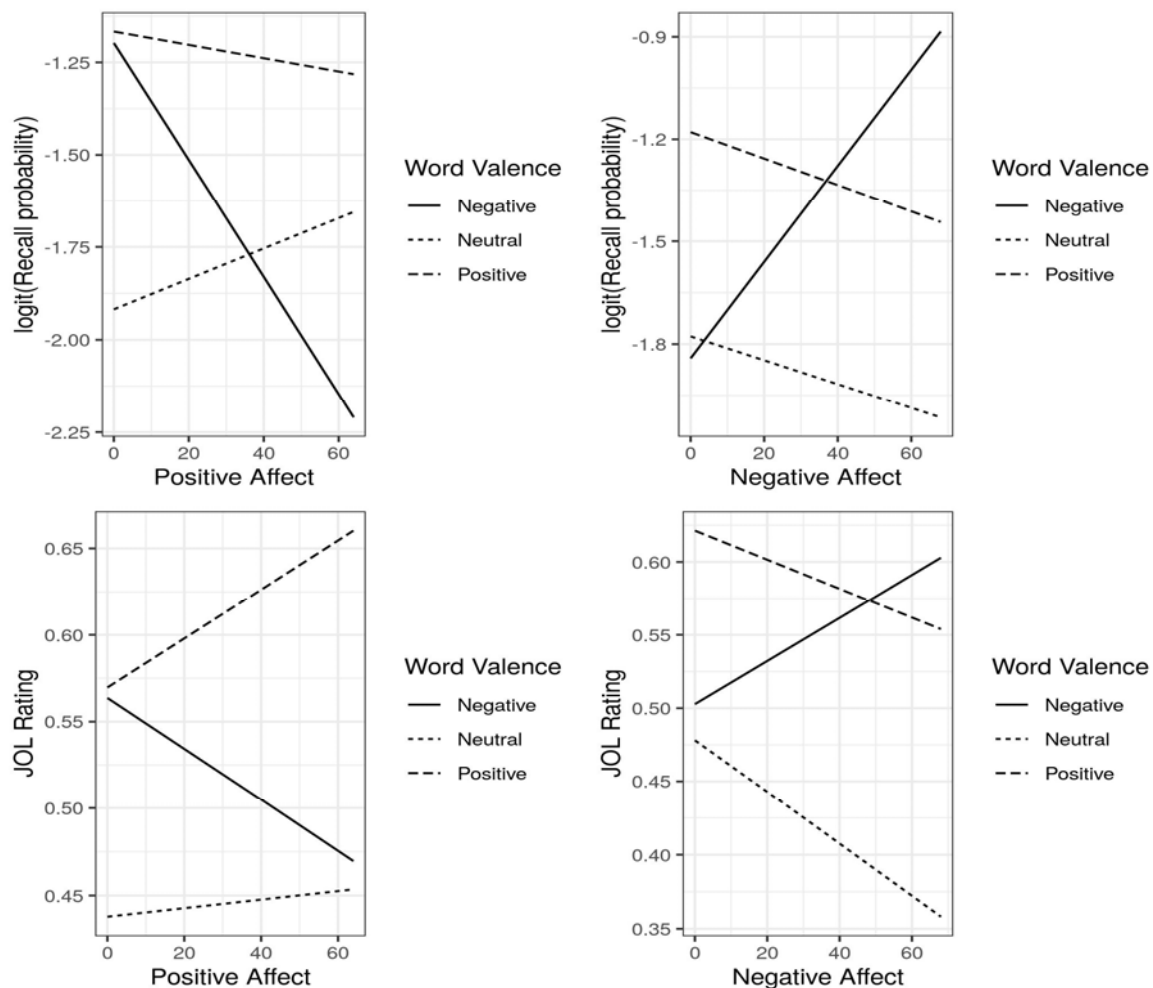 logit(Recall probability)
-1.25
-1.50
-1.75
-2.00
-2.25
0
20
40
60
Positive Affect
Word Valence
Negative
Neutral
Positive
logit(Recall probability)
-0.9
-1.2
-1.5
-1.8
0
20
40
60
Negative Affect
Word Valence
Negative
Neutral
Positive
JOL Rating
0.65
0.60
0.55
0.50
0.45
0
20
40
60
Positive Affect
Word Valence
Negative
Neutral
Positive
JOL Rating
0.60
0.55
0.50
0.45
0.40
0.35
0
20
40
60
Negative Affect
Word Valence
Negative
Neutral
Positive